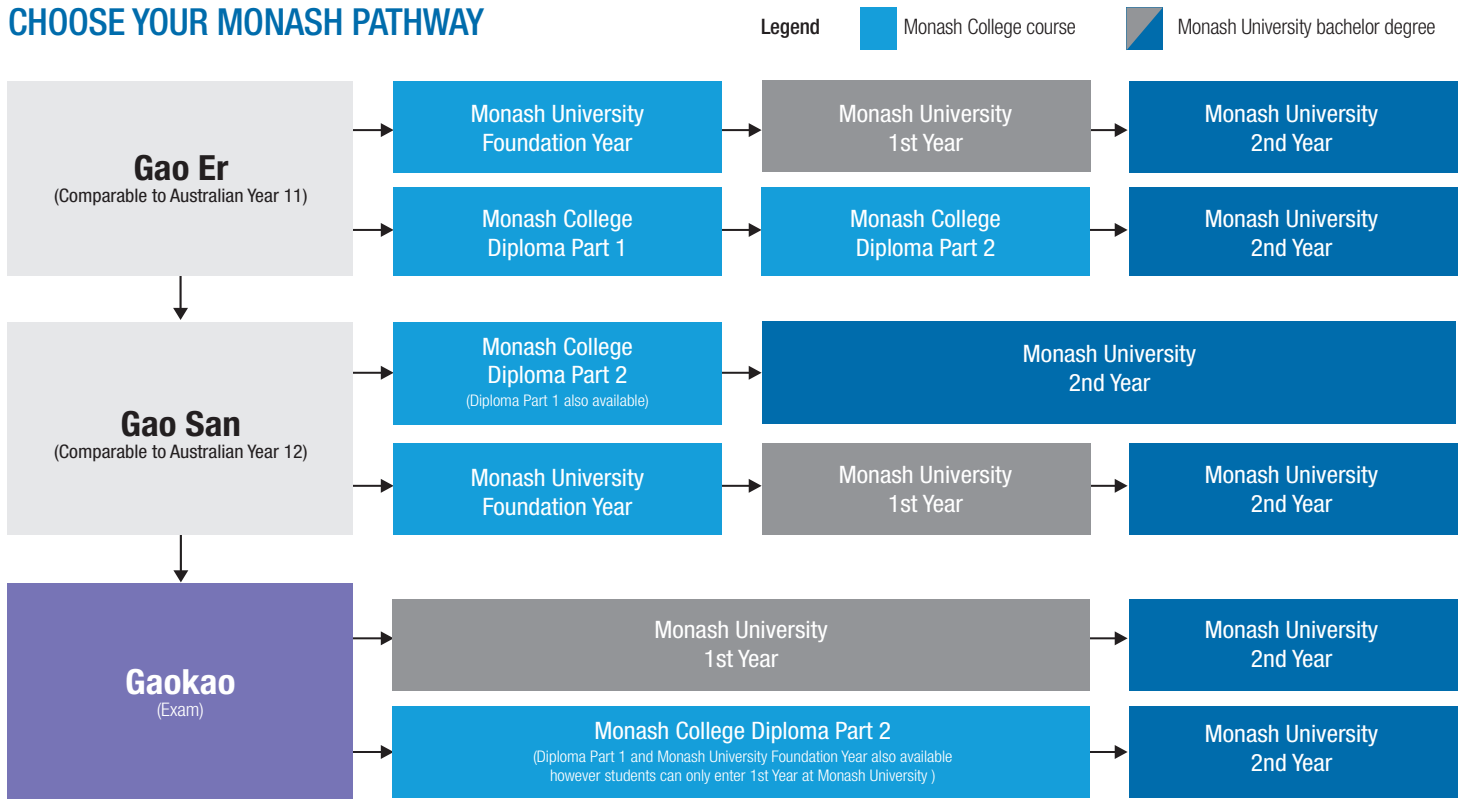 CHOOSE YOUR MONASH PATHWAY
Legend
Monash College course
Monash University bachelor degree
Gao Er
(Comparable to Australian Year 11)
Monash University
Foundation Year
Monash University
1st Year
Monash University
2nd Year
Monash College
Diploma Part 1
Monash College
Diploma Part 2
Monash University
2nd Year
Gao San
(Comparable to Australian Year 12)
Monash College
Diploma Part 2
(Diploma Part 1 also available)
Monash University
2nd Year
Monash University
Foundation Year
Monash University
1st Year
Monash University
2nd Year
Gaokao
(Exam)
Monash University
1st Year
Monash University
2nd Year
Monash College Diploma Part 2
(Diploma Part 1 and Monash University Foundation Year also available
however students can only enter 1st Year at Monash University )
Monash University
2nd Year